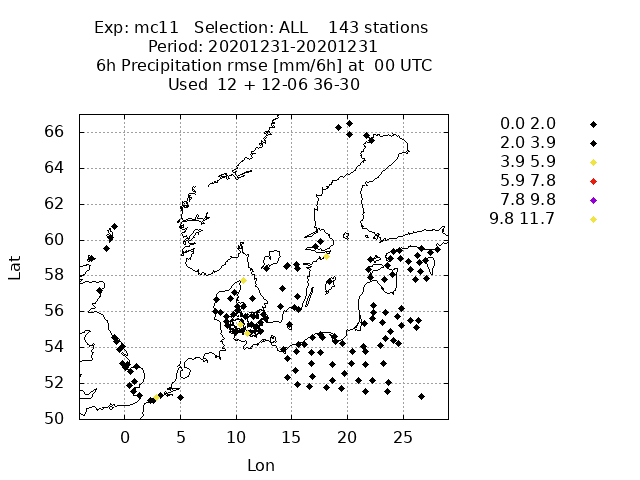 Exp: mc11 Selection: ALL 143 stations
Period: 20201231-20201231
6h Precipitation rmse [mm/6h] at 00 UTC
Used 12 + 12-06 36-30
0.0 2.0
2.0 3.9
3.9 5.9
5.9 7.8
7.8 9.8
9.8 11.7
66
64
62
60
58
56
54
52
50
Lat
0 5 10 15 20 25
Lon